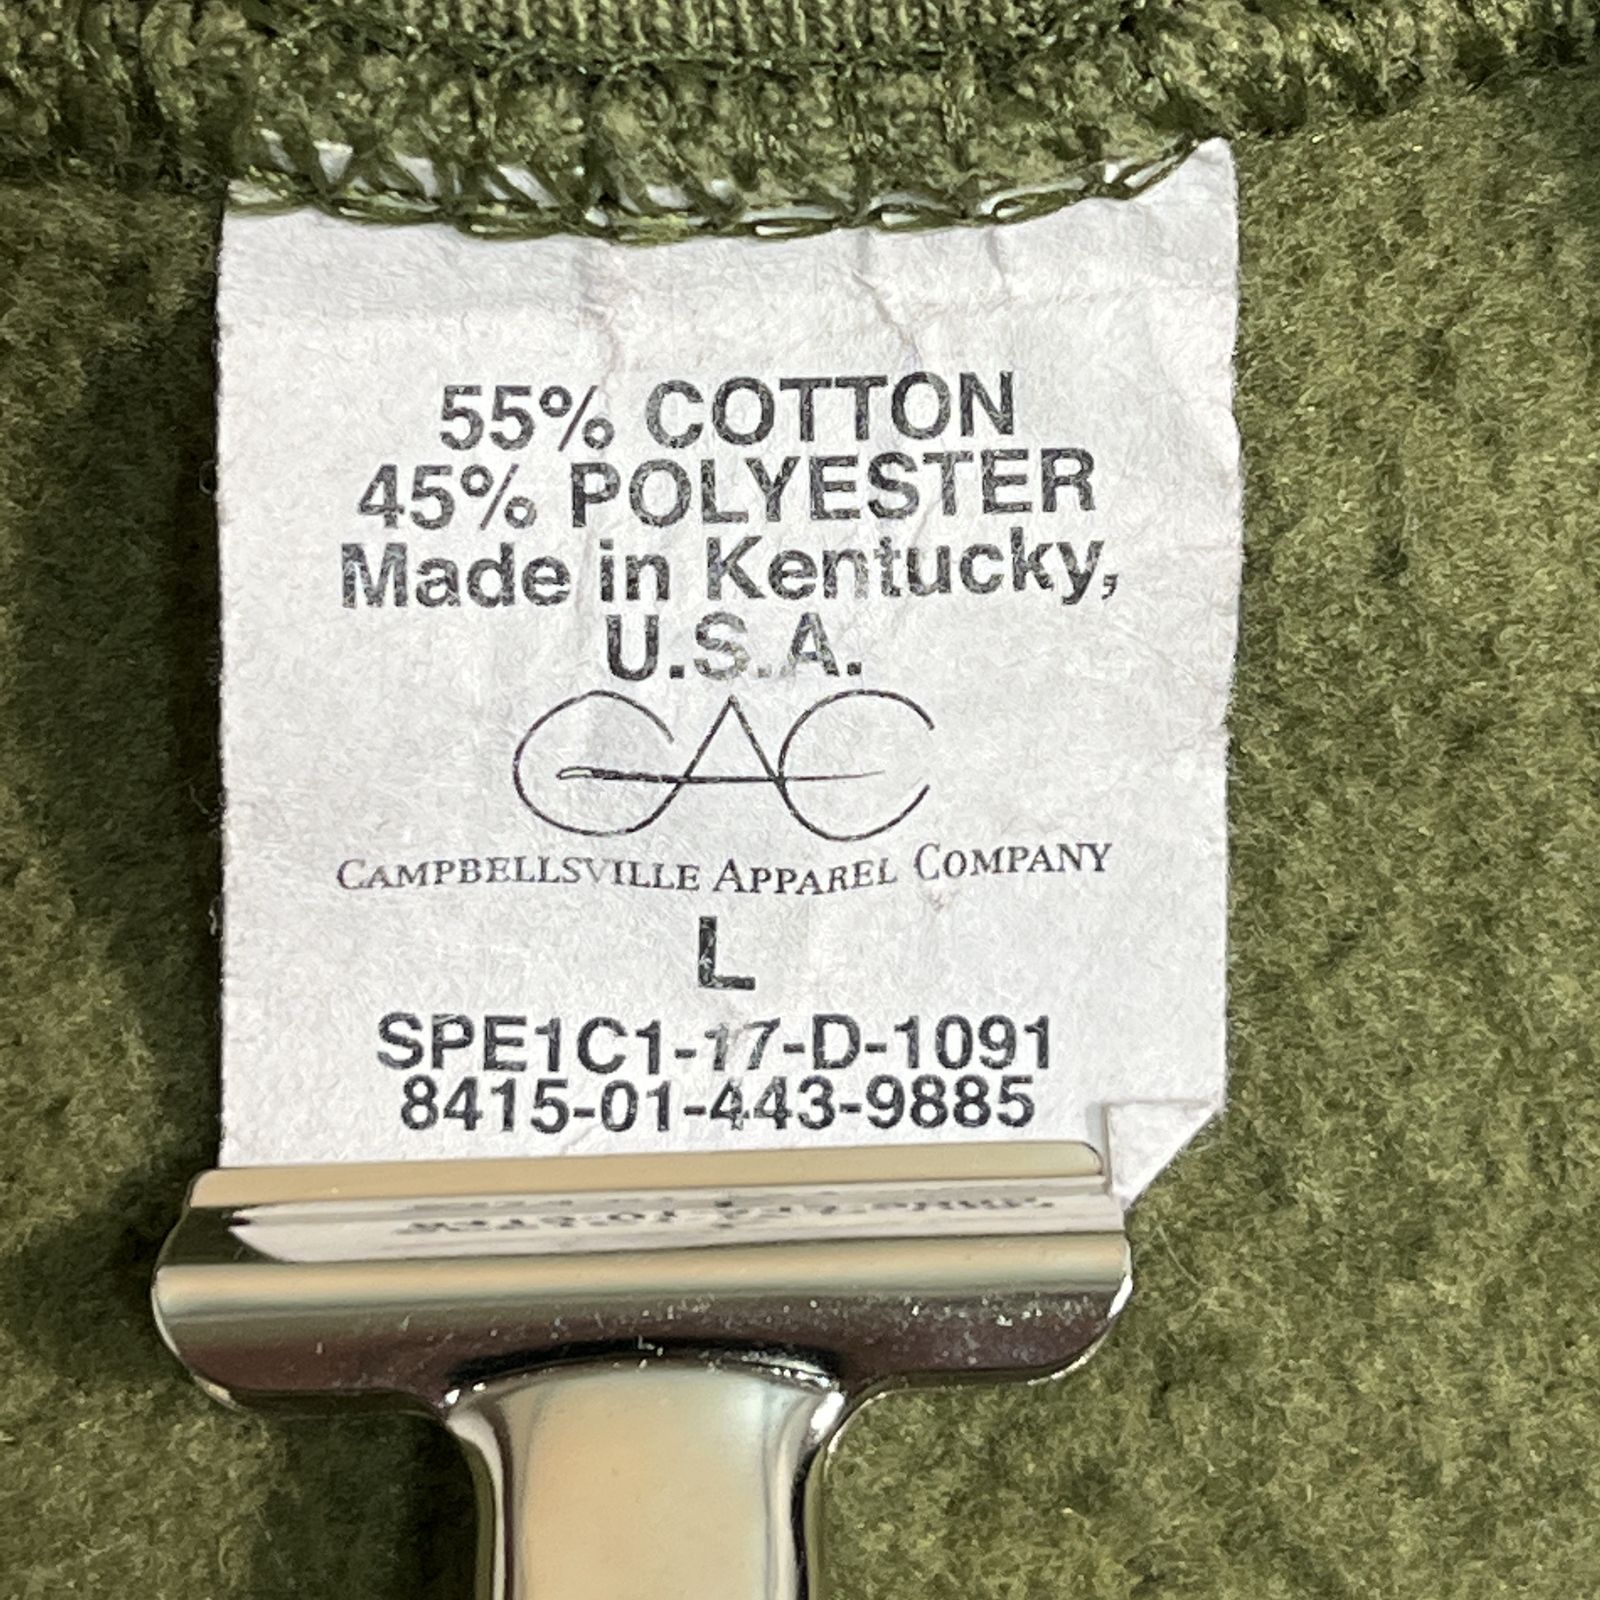 55% COTTON
45% POLYESTER
Made in Kentucky,
U.S.A.
CAC
CAMPBELLSVILLE APPAREL COMPANY
L
SPE1C1-17-D-1091
8415-01-443-9885